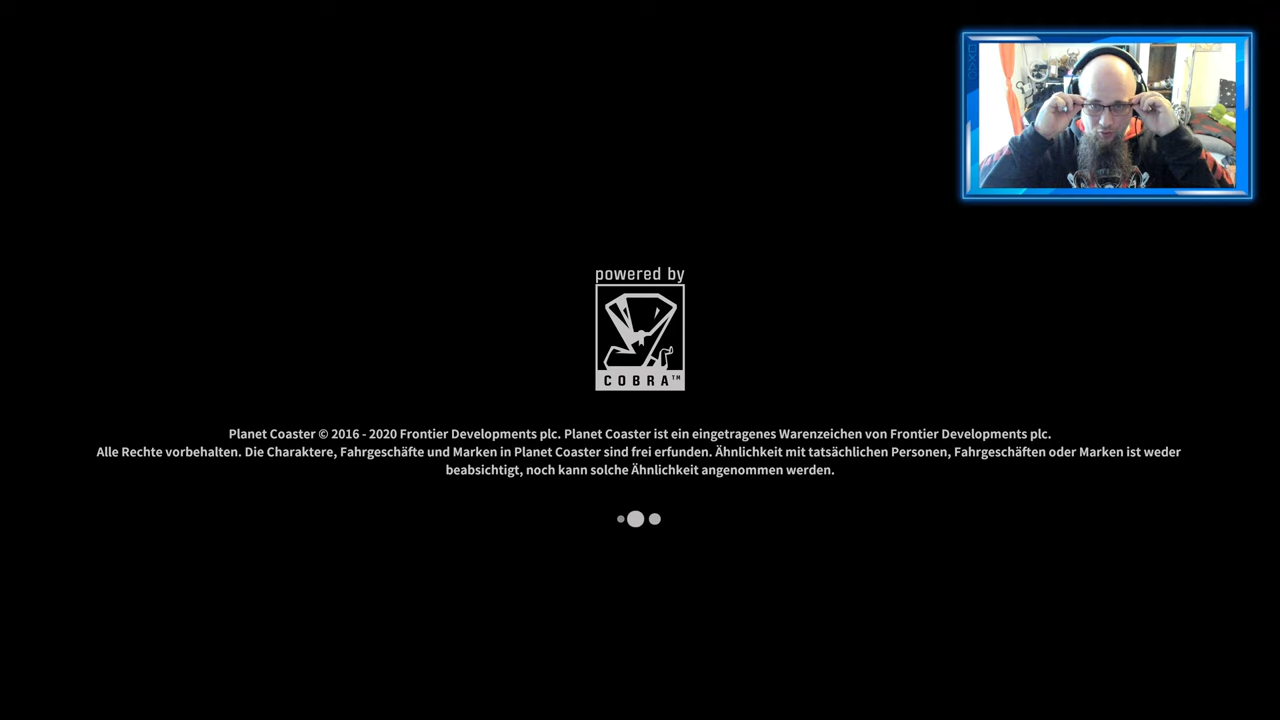 powered by
COBRA™
Planet Coaster © 2016 - 2020 Frontier Developments plc. Planet Coaster ist ein eingetragenes Warenzeichen von Frontier Developments plc.
Alle Rechte vorbehalten. Die Charaktere, Fahrgeschäfte und Marken in Planet Coaster sind frei erfunden. Ähnlichkeit mit tatsächlichen Personen, Fahrgeschäften oder Marken ist weder
beabsichtigt, noch kann solche Ähnlichkeit angenommen werden.